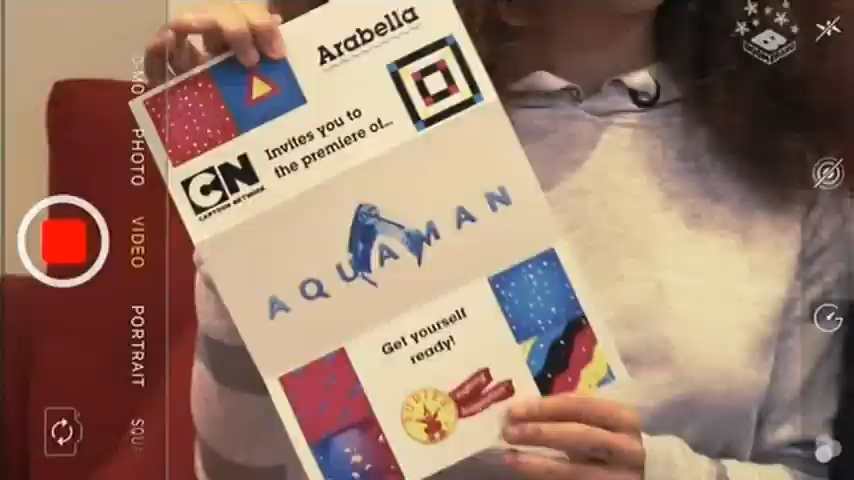 Arabella
Invites you to
the premiere of...
CN
CARTOON NETWORK
AQUAMAN
Get yourself
ready!
PHOTO
VIDEO
PORTRAIT
B